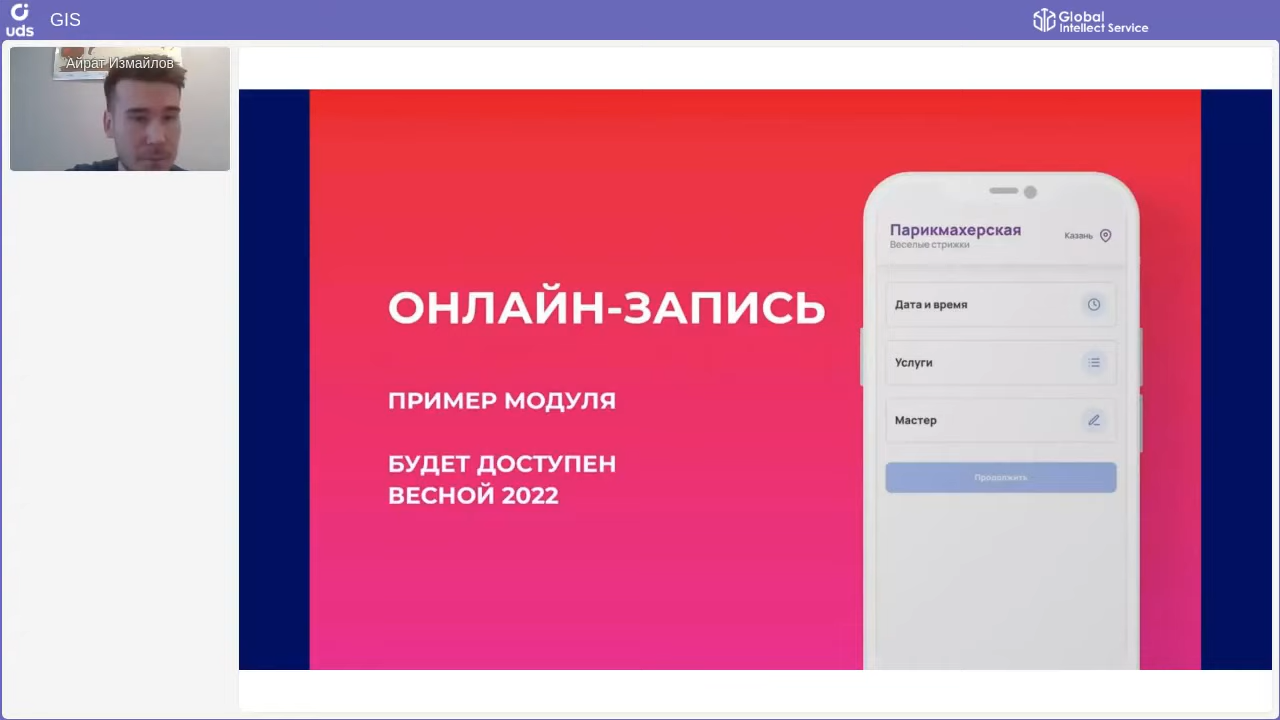 uds
GIS
Global
Intellect Service
Айрат Измайлов
ОНЛАЙН-ЗАПИСЬ
ПРИМЕР МОДУЛЯ
БУДЕТ ДОСТУПЕН
ВЕСНОЙ 2022
Парикмахерская
Веселые стрижки
Казань
Дата и время
Услуги
Мастер
Продолжить